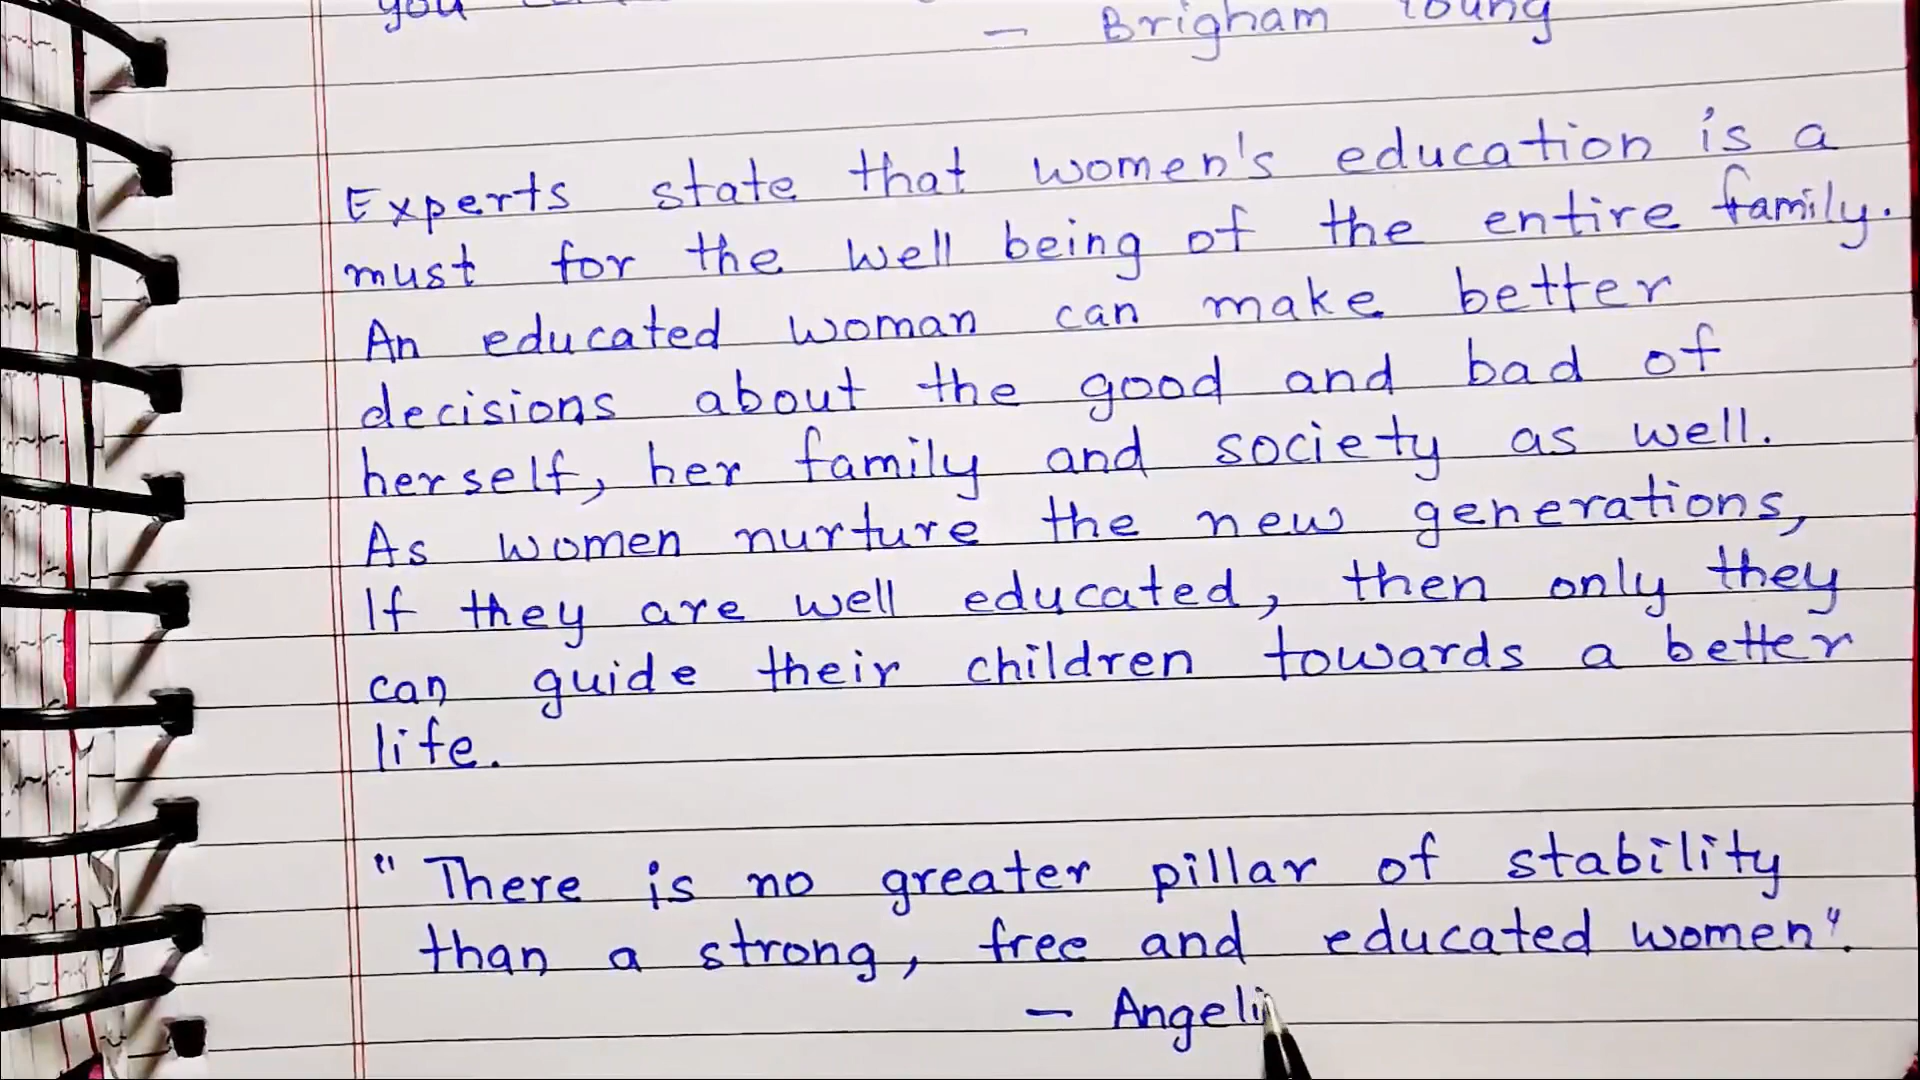 you
— Brigham Young
Experts state that women's education is a
must for the well being of the entire family.
An educated woman can make better
decisions about the good and bad of
herself, her family and society as well.
As women nurture the new generations,
If they are well educated, then only they
can guide their children towards a better
life.
"There is no greater pillar of stability
than a strong, free and educated women".
— Angeli